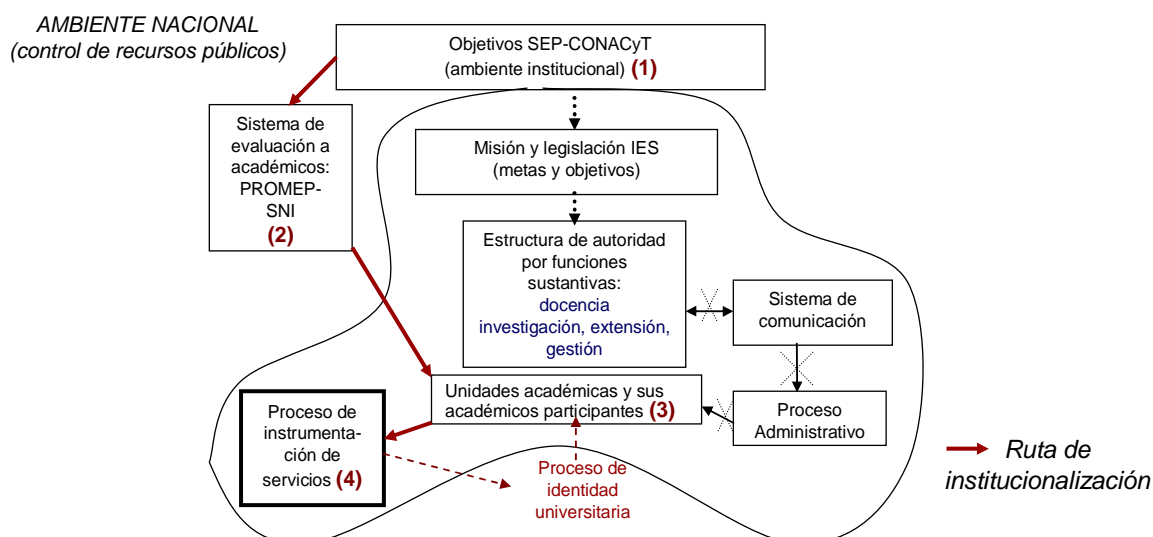 AMBIENTE NACIONAL
(control de recursos públicos)
Objetivos SEP-CONACyT
(ambiente institucional) (1)
Sistema de
evaluación a
académicos:
PROMEP-
SNI
(2)
Misión y legislación IES
(metas y objetivos)
Estructura de autoridad
por funciones
sustantivas:
docencia
investigación, extensión,
gestión
Sistema de
comunicación
Unidades académicas y sus
académicos participantes (3)
Proceso
Administrativo
Proceso de
instrumenta-
ción de
servicios (4)
Proceso de
identidad
universitaria
Ruta de
institucionalización